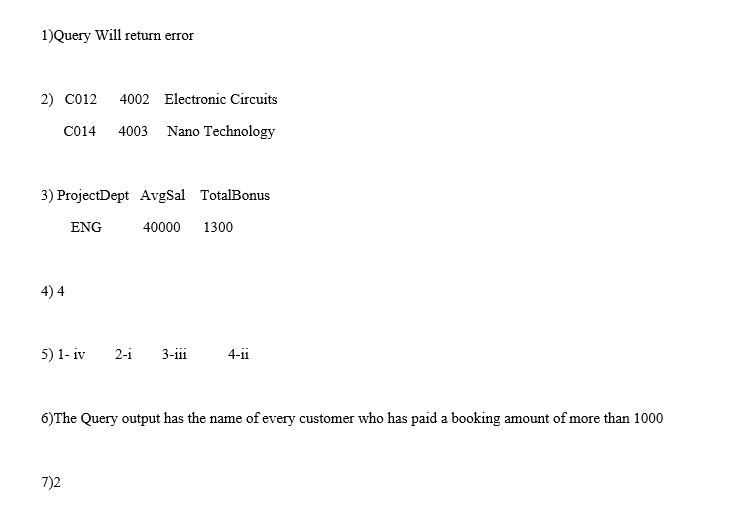 1)Query Will return error
2) C012 4002 Electronic Circuits
C014 4003 Nano Technology
3) ProjectDept AvgSal TotalBonus
ENG 40000 1300
4) 4
5) 1- iv 2-i 3-iii 4-ii
6)The Query output has the name of every customer who has paid a booking amount of more than 1000
7)2